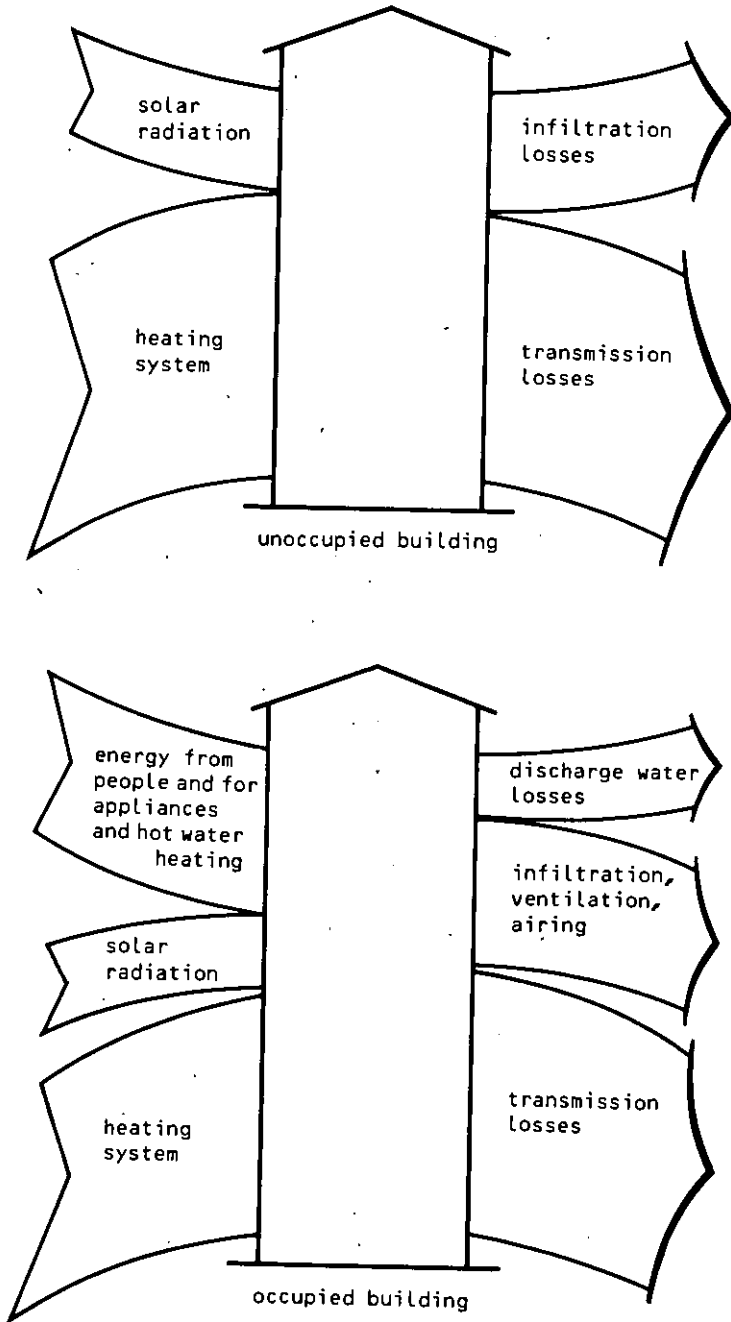 solar
radiation
infiltration
losses
heating
system
transmission
losses
unoccupied building
energy from
people and for
appliances
and hot water
heating
discharge water
losses
infiltration,
ventilation,
airing
solar
radiation
transmission
losses
heating
system
occupied building